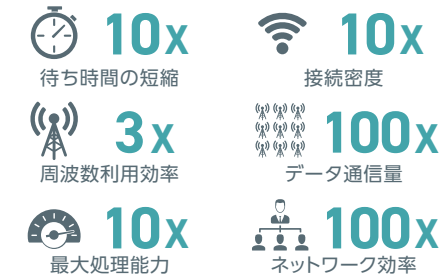 10x
待ち時間の短縮
10x
接続密度
3x
周波数利用効率
100x
データ通信量
10x
最大処理能力
100x
ネットワーク効率